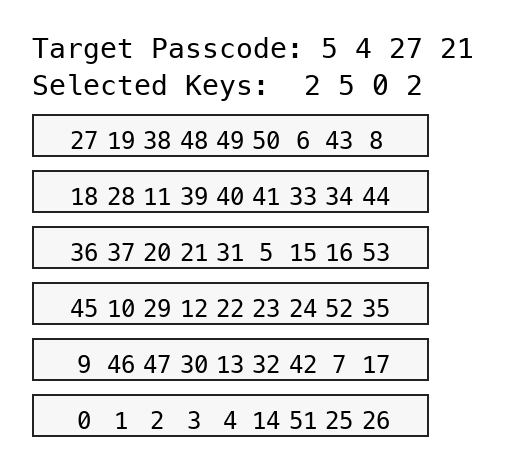 Target Passcode: 5 4 27 21
Selected Keys: 2 5 0 2
27 19 38 48 49 50 6 43 8
18 28 11 39 40 41 33 34 44
36 37 20 21 31 5 15 16 53
45 10 29 12 22 23 24 52 35
9 46 47 30 13 32 42 7 17
0 1 2 3 4 14 51 25 26